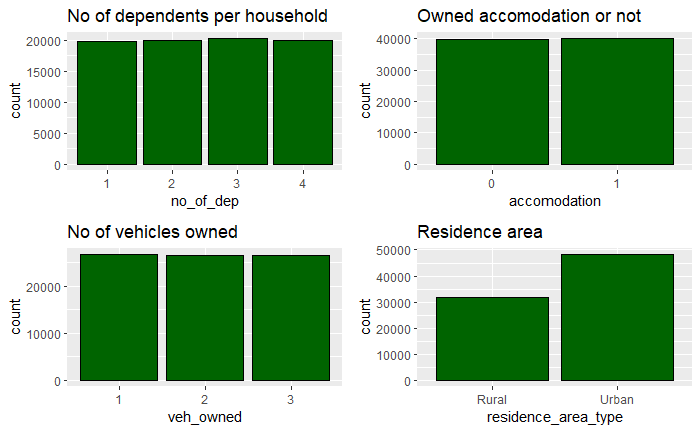 No of dependents per household
20000
15000
10000
5000
0
count
1 2 3 4
no_of_dep
Owned accomodation or not
40000
30000
20000
10000
0
count
0 1
accomodation
No of vehicles owned
20000
10000
0
count
1 2 3
veh_owned
Residence area
50000
40000
30000
20000
10000
0
count
Rural Urban
residence_area_type